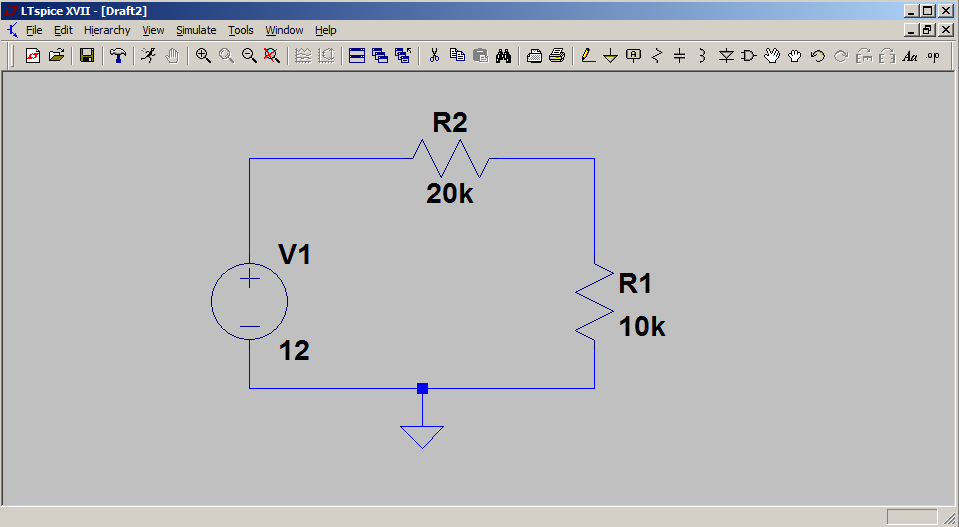 LTspice XVII - [Draft2]
File Edit Hierarchy View Simulate Tools Window Help
Aa .op
R2
20k
V1
12
R1
10k